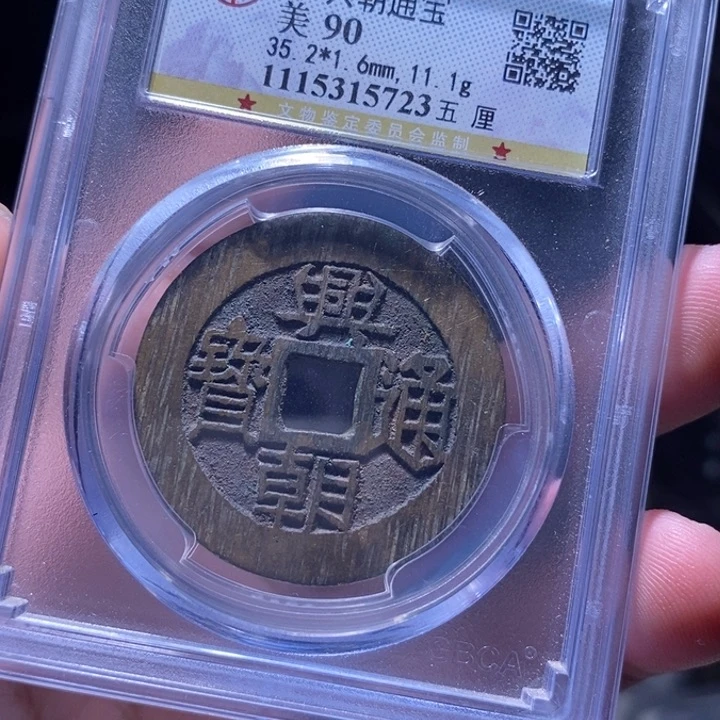 朝通宝
美 90
35.2*1.6mm,11.1g
1115315723 五 厘
文物鉴定委员会监制
興
寶 通
朝
GBCA